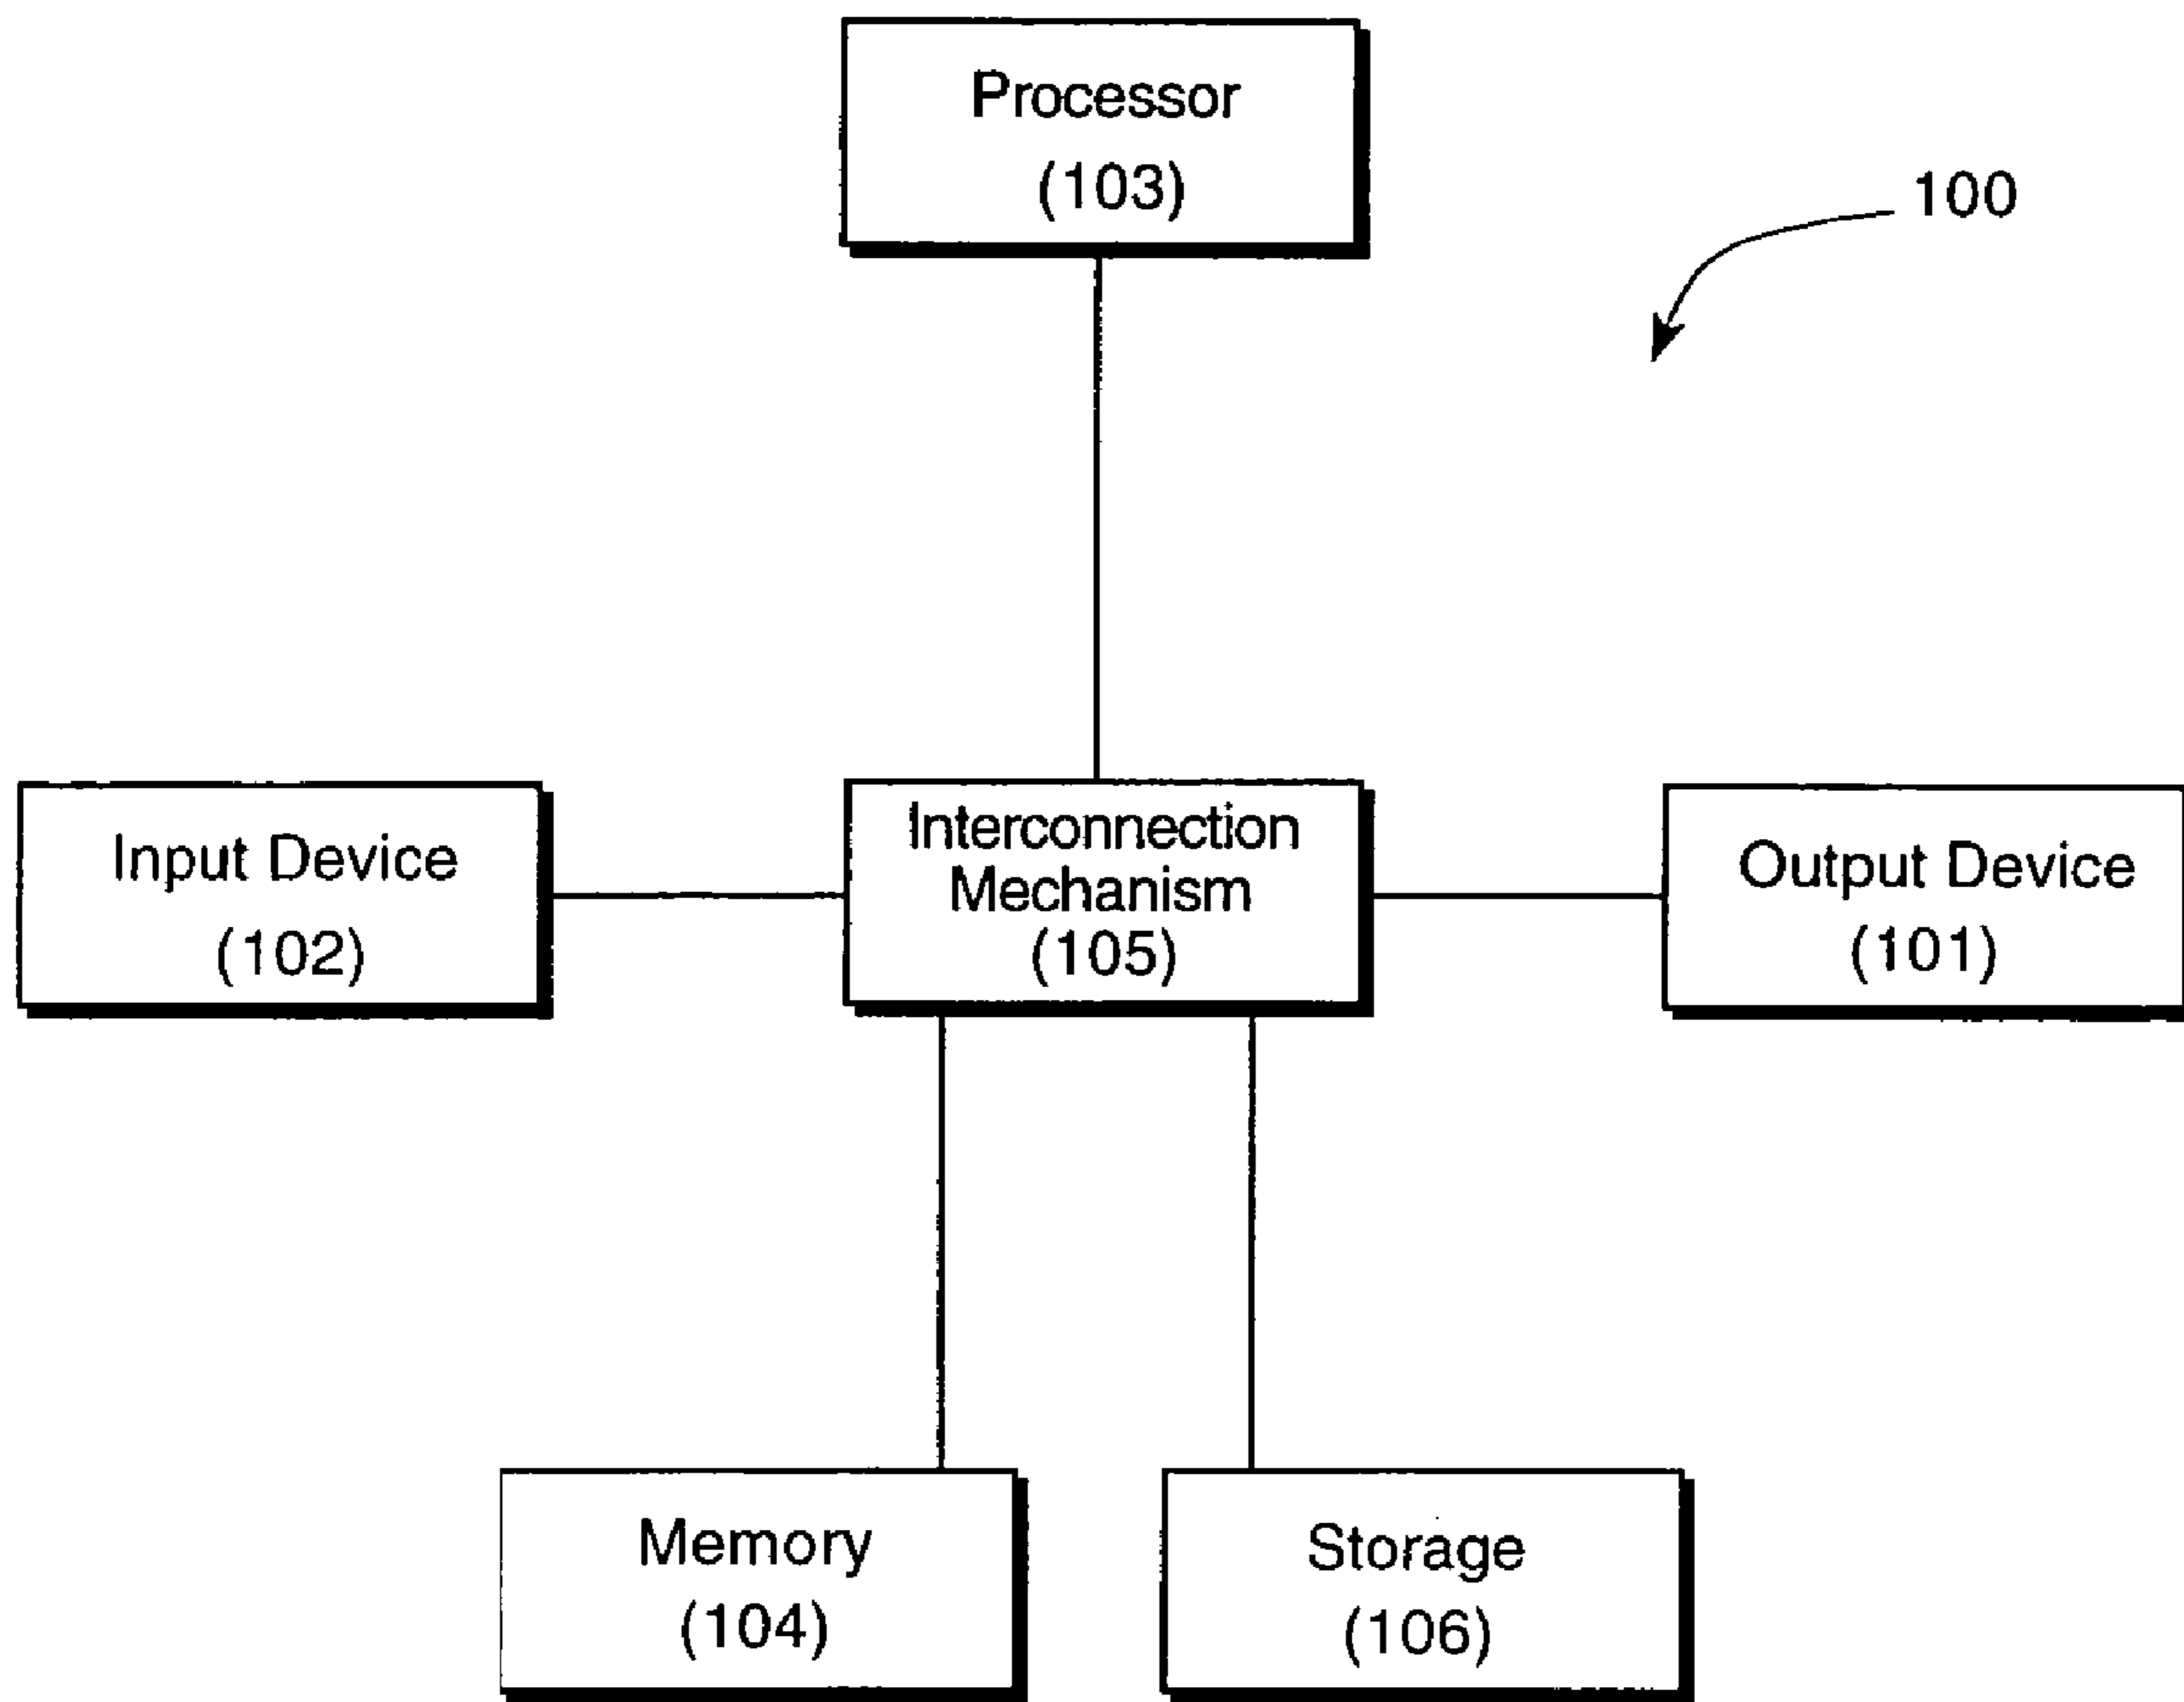 Processor
(103)
100
Input Device
(102)
Interconnection
Mechanism
(105)
Output Device
(101)
Memory
(104)
Storage
(106)